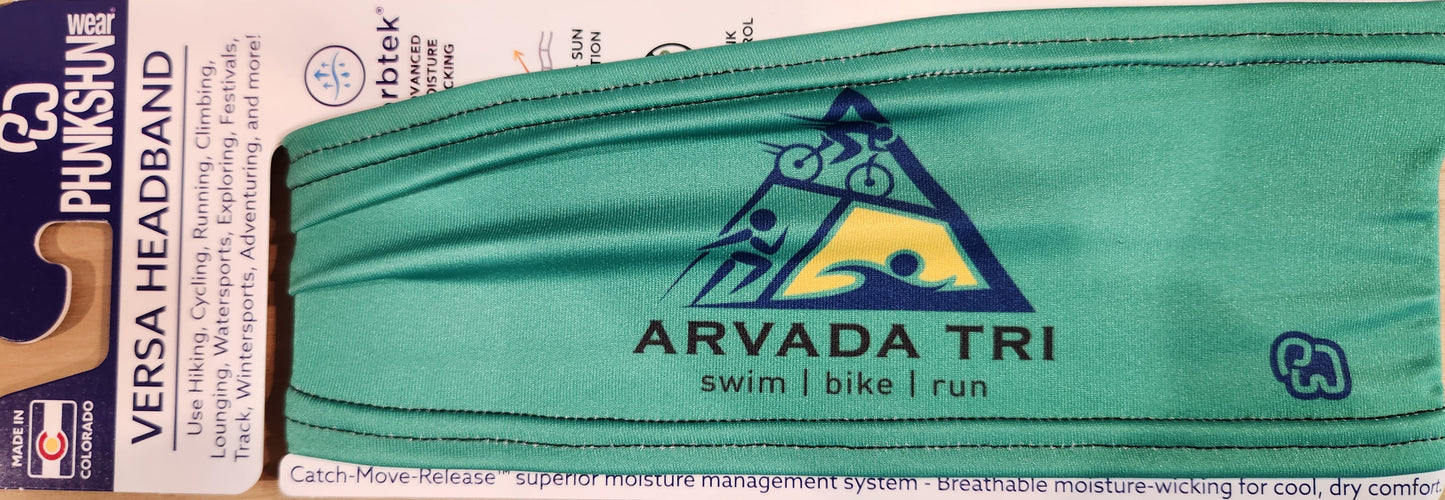 PHUNKSHUN
wear®
VERSA HEADBAND
Use Hiking, Cycling, Running, Climbing,
Lounging, Watersports, Exploring, Festivals,
Track, Wintersports, Adventuring, and more!
MADE IN
COLORADO
rbtek®
SUN
ARVADA TRI
swim | bike | run
Catch-Move-Release™ superior moisture management system - Breathable moisture-wicking for cool, dry comfort